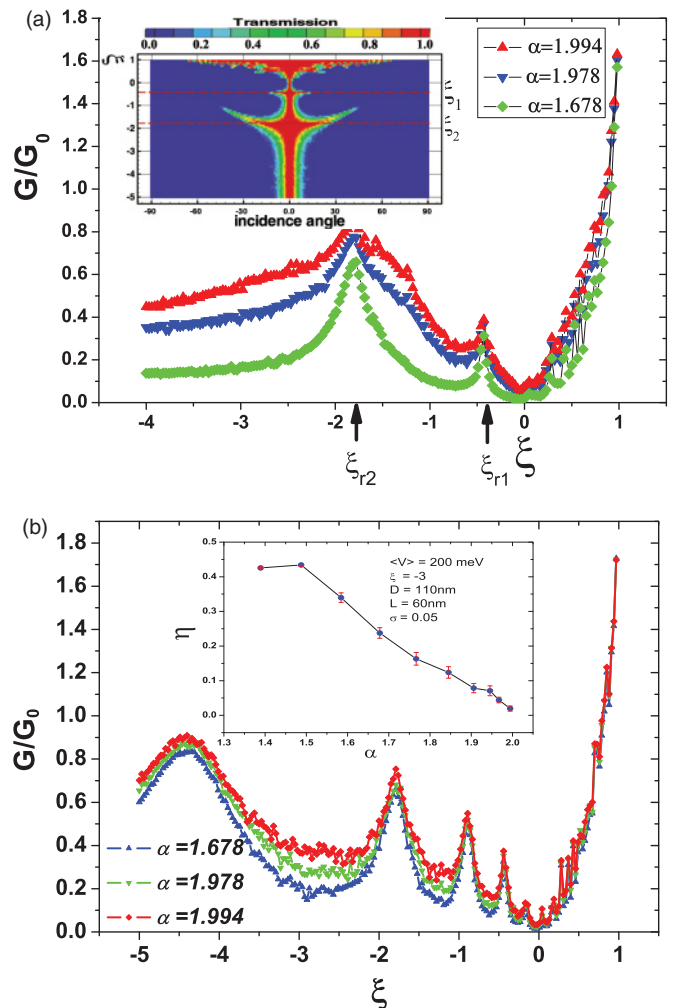 (a)
Transmission
0.0 0.2 0.4 0.6 0.8 1.0
ξ
1
0
-1
-2
-3
-4
-5
ξ1
ξ2
-90 -60 -30 0.0 30 60 90
incidence angle
α=1.994
α=1.978
α=1.678
G/G0
1.8
1.6
1.4
1.2
1.0
0.8
0.6
0.4
0.2
0.0
-4 -3 -2 -1 0 1
ξr2
ξr1
ξ
(b)
G/G0
1.8
1.6
1.4
1.2
1.0
0.8
0.6
0.4
0.2
0.0
η
0.5
0.4
0.3
0.2
0.1
0.0
<V> = 200 meV
ξ = -3
D = 110nm
L = 60nm
σ = 0.05
1.3 1.4 1.5 1.6 1.7 1.8 1.9 2.0
α
α =1.678
α =1.978
α =1.994
-5 -4 -3 -2 -1 0 1
ξ